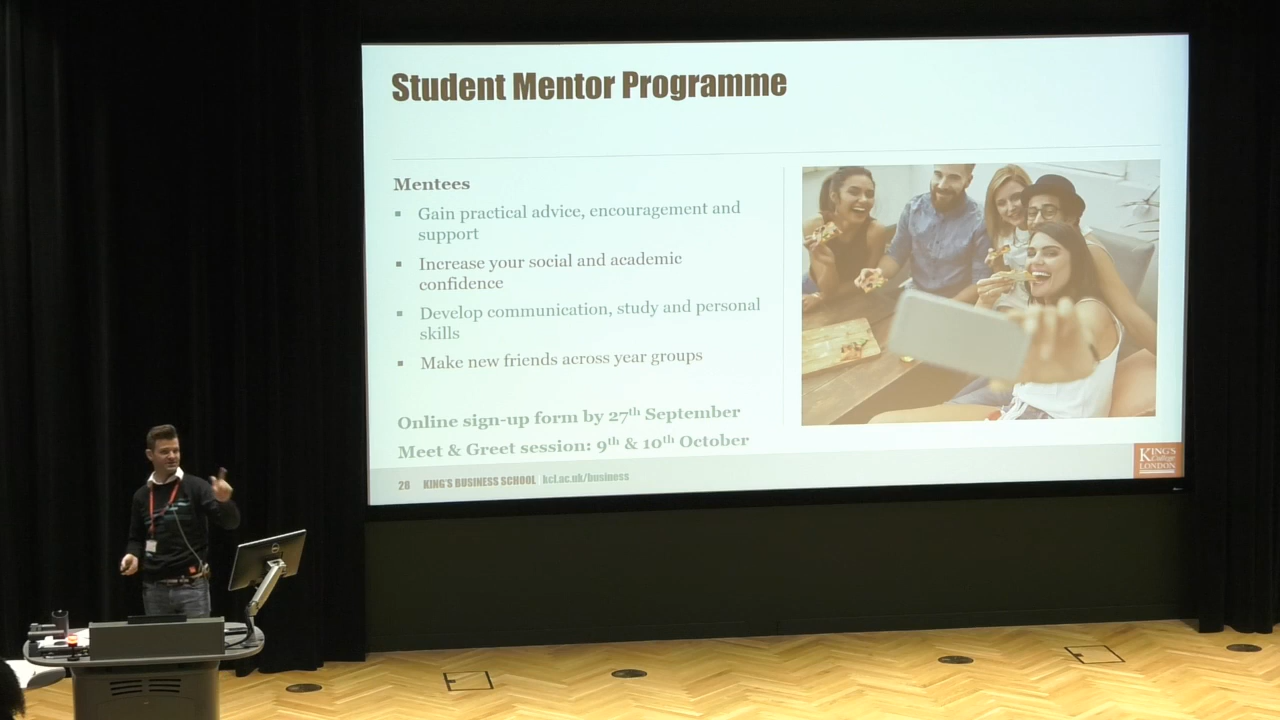 Student Mentor Programme
Mentees
▪ Gain practical advice, encouragement and
support
▪ Increase your social and academic
confidence
▪ Develop communication, study and personal
skills
▪ Make new friends across year groups
Online sign-up form by 27th September
Meet & Greet session: 9th & 10th October
28 KING'S BUSINESS SCHOOL | kcl.ac.uk/business
KING'S
College
LONDON